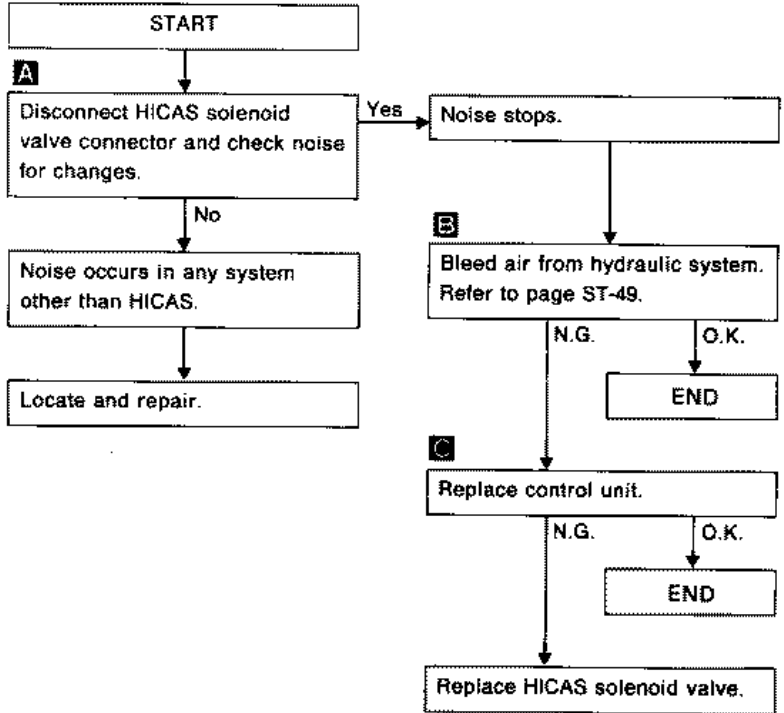 START
A
Disconnect HICAS solenoid
valve connector and check noise
for changes.
Yes
Noise stops.
No
Noise occurs in any system
other than HICAS.
Locate and repair.
B
Bleed air from hydraulic system.
Refer to page ST-49.
N.G.
O.K.
END
C
Replace control unit.
N.G.
O.K.
END
Replace HICAS solenoid valve.